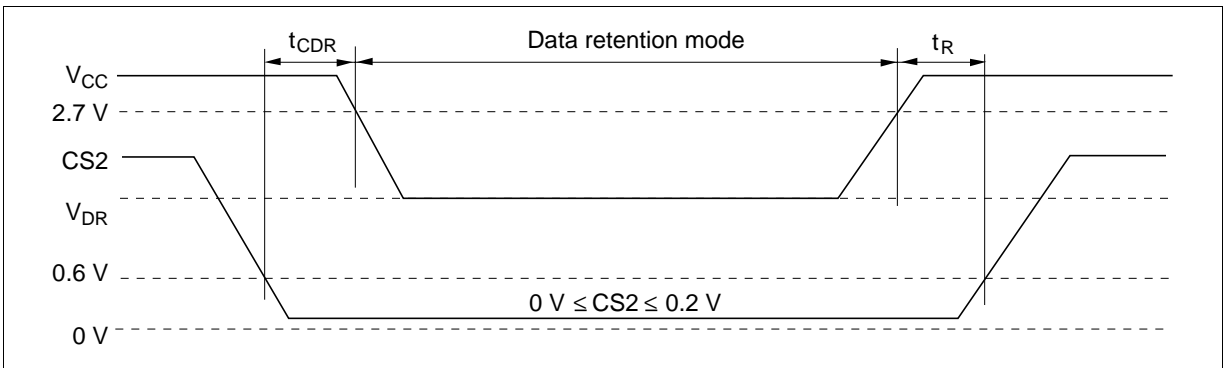 tCDR Data retention mode tR
VCC
2.7 V
CS2
VDR
0.6 V
0 V ≤ CS2 ≤ 0.2 V
0 V